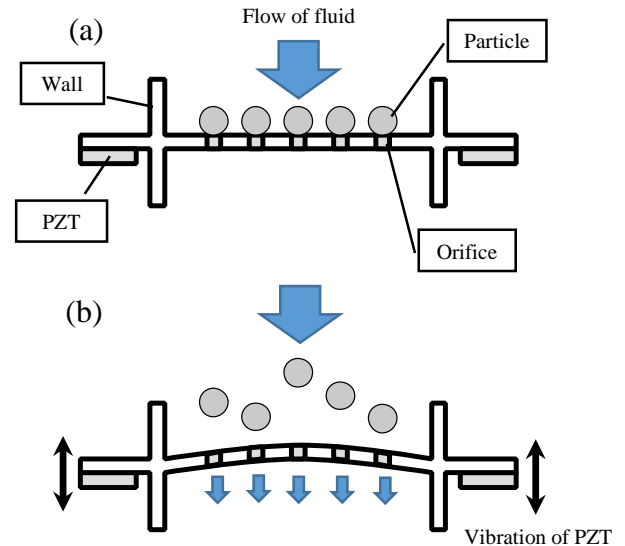 (a)
Flow of fluid
Particle
Wall
PZT
Orifice
(b)
Vibration of PZT